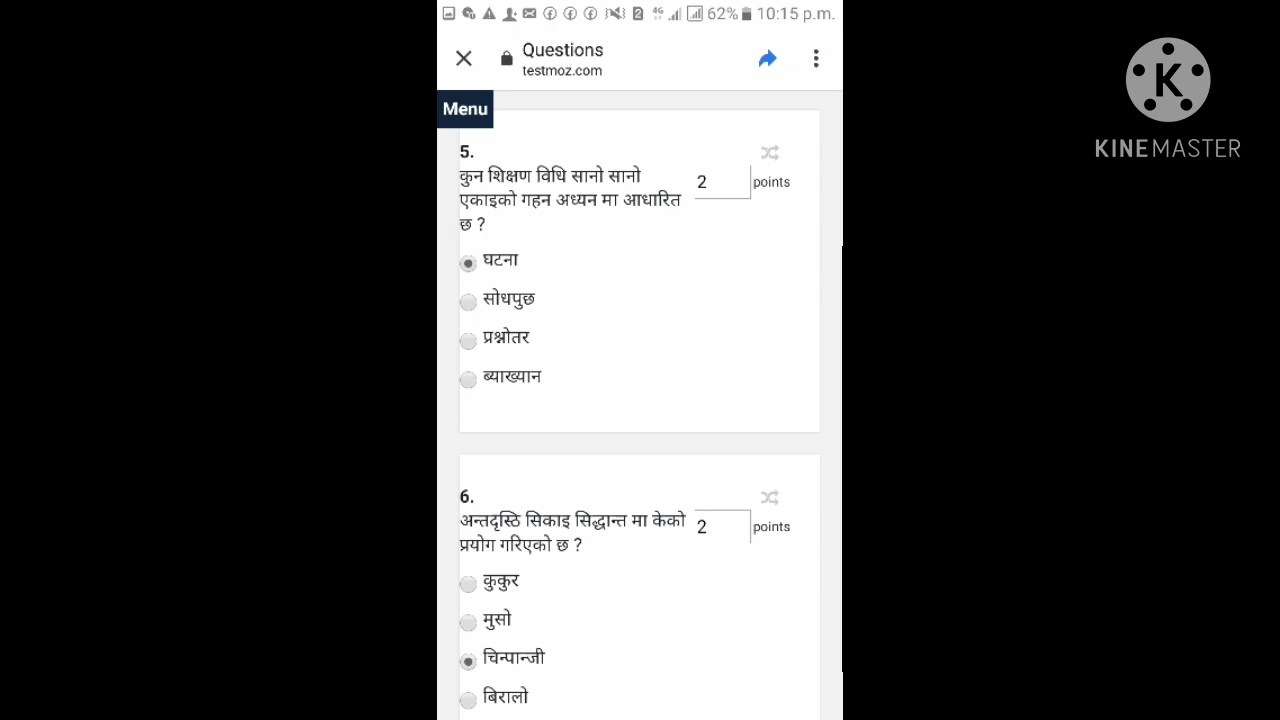 62% 10:15 p.m.
Questions
testmoz.com
Menu
5.
कुन शिक्षण विधि सानो सानो
एकाइको गहन अध्यन मा आधारित
छ ?
2 points
घटना
सोधपुछ
प्रश्नोतर
ब्याख्यान
6.
अन्तदृस्ठि सिकाइ सिद्धान्त मा केको
प्रयोग गरिएको छ ?
2 points
कुकुर
मुसो
चिन्पान्जी
बिरालो
K
KINEMASTER